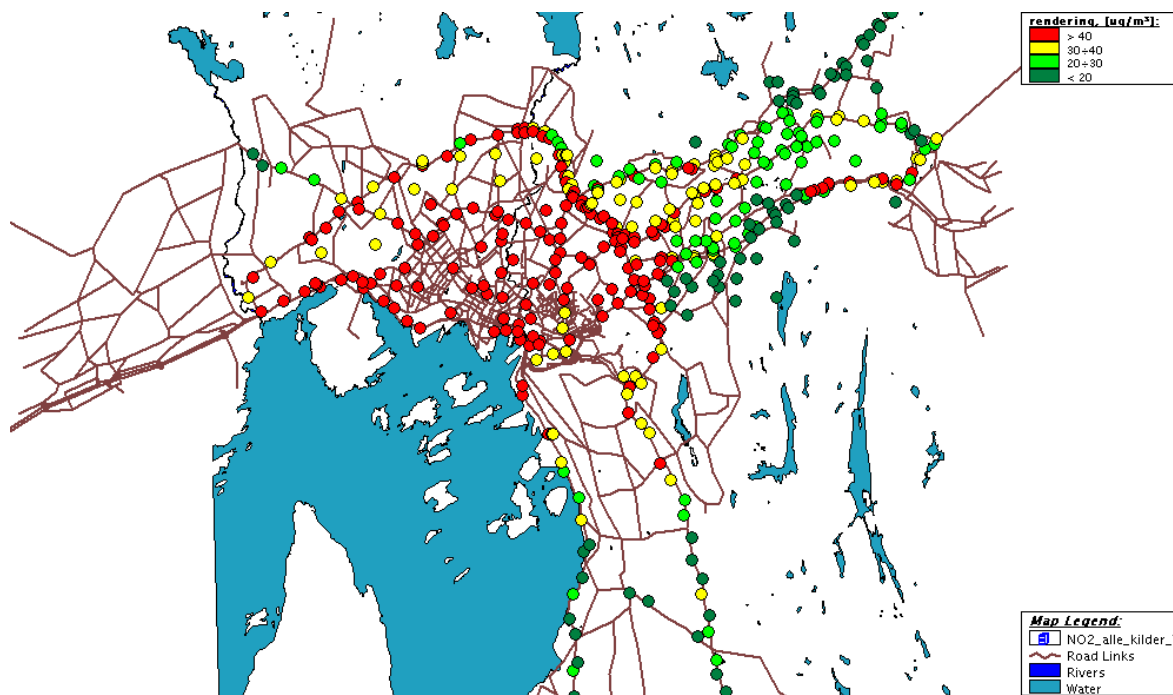 rendering, [ug/m³]:
> 40
30÷40
20÷30
< 20
Map Legend:
NO2_alle_kilder_
Road Links
Rivers
Water